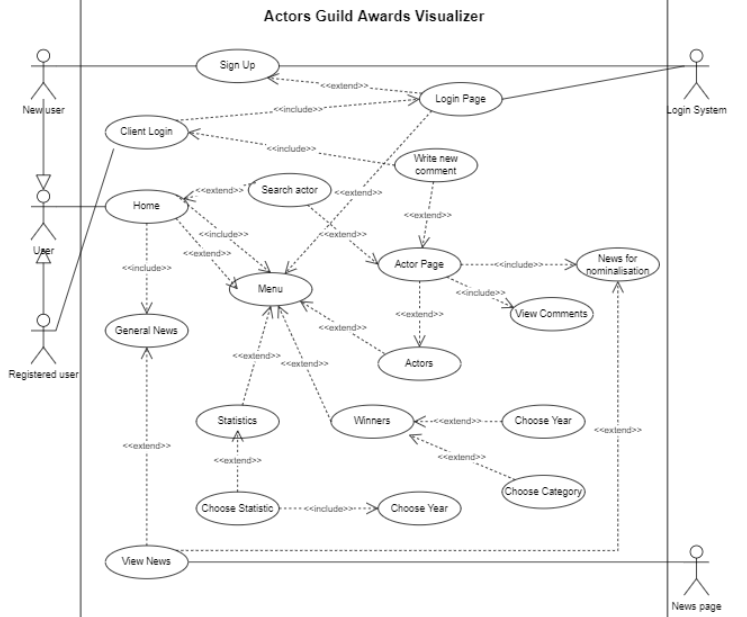 Actors Guild Awards Visualizer
Sign Up
<<extend>>
Login Page
New user
Login System
<<include>>
Client Login
<<include>>
Write new
comment
<<extend>>
Search actor
<<extend>>
Home
<<extend>>
<<include>>
<<extend>>
<<extend>>
User
<<include>>
Actor Page
<<include>>
News for
nominalisation
Menu
<<include>>
View Comments
<<extend>>
General News
<<extend>>
<<extend>>
<<extend>>
Actors
Registered user
Statistics
Winners
<<extend>>
Choose Year
<<extend>>
<<extend>>
<<extend>>
<<extend>>
Choose Category
Choose Statistic
<<include>>
Choose Year
View News
News page